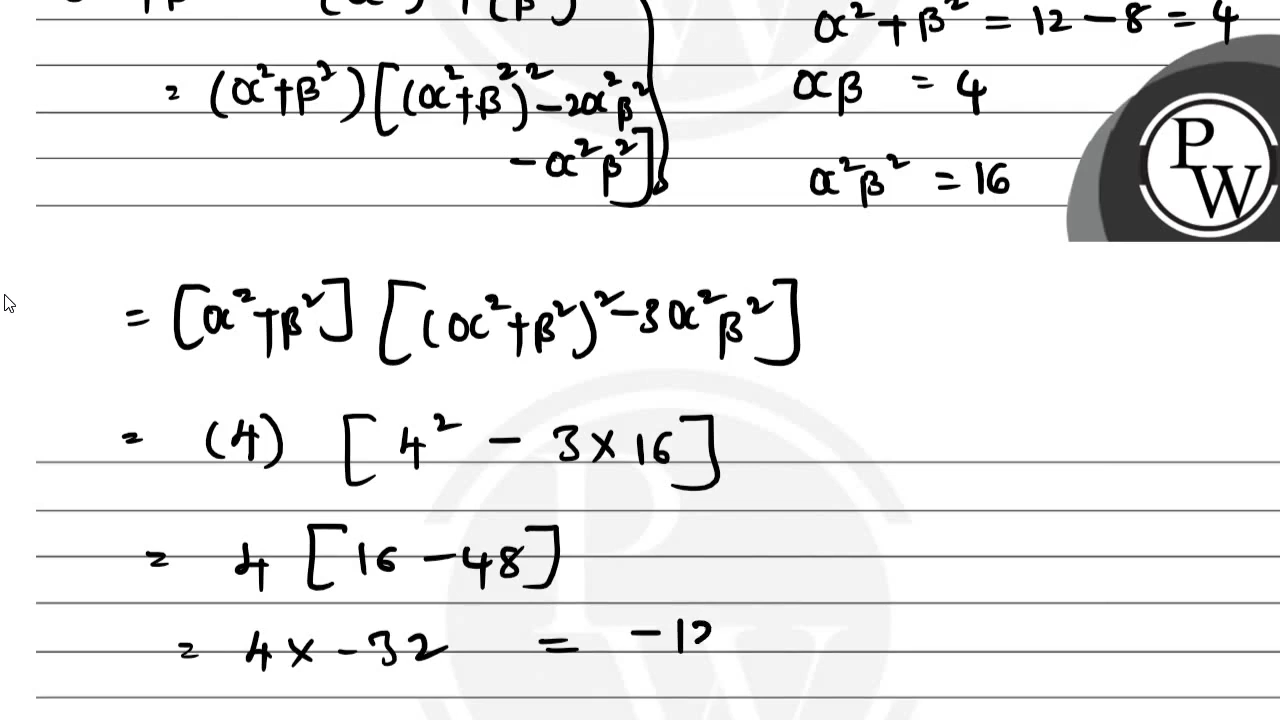 α² + β² = 12 - 8 = 4
= (α² + β²) [(α² + β²)² - 2α²β²
αβ = 4
- α²β²]
α²β² = 16
PW
= [α² + β²] [(α² + β²)² - 3α²β²]
= (4) [4² - 3 × 16]
= 4 [16 - 48]
= 4 × -32 = -12